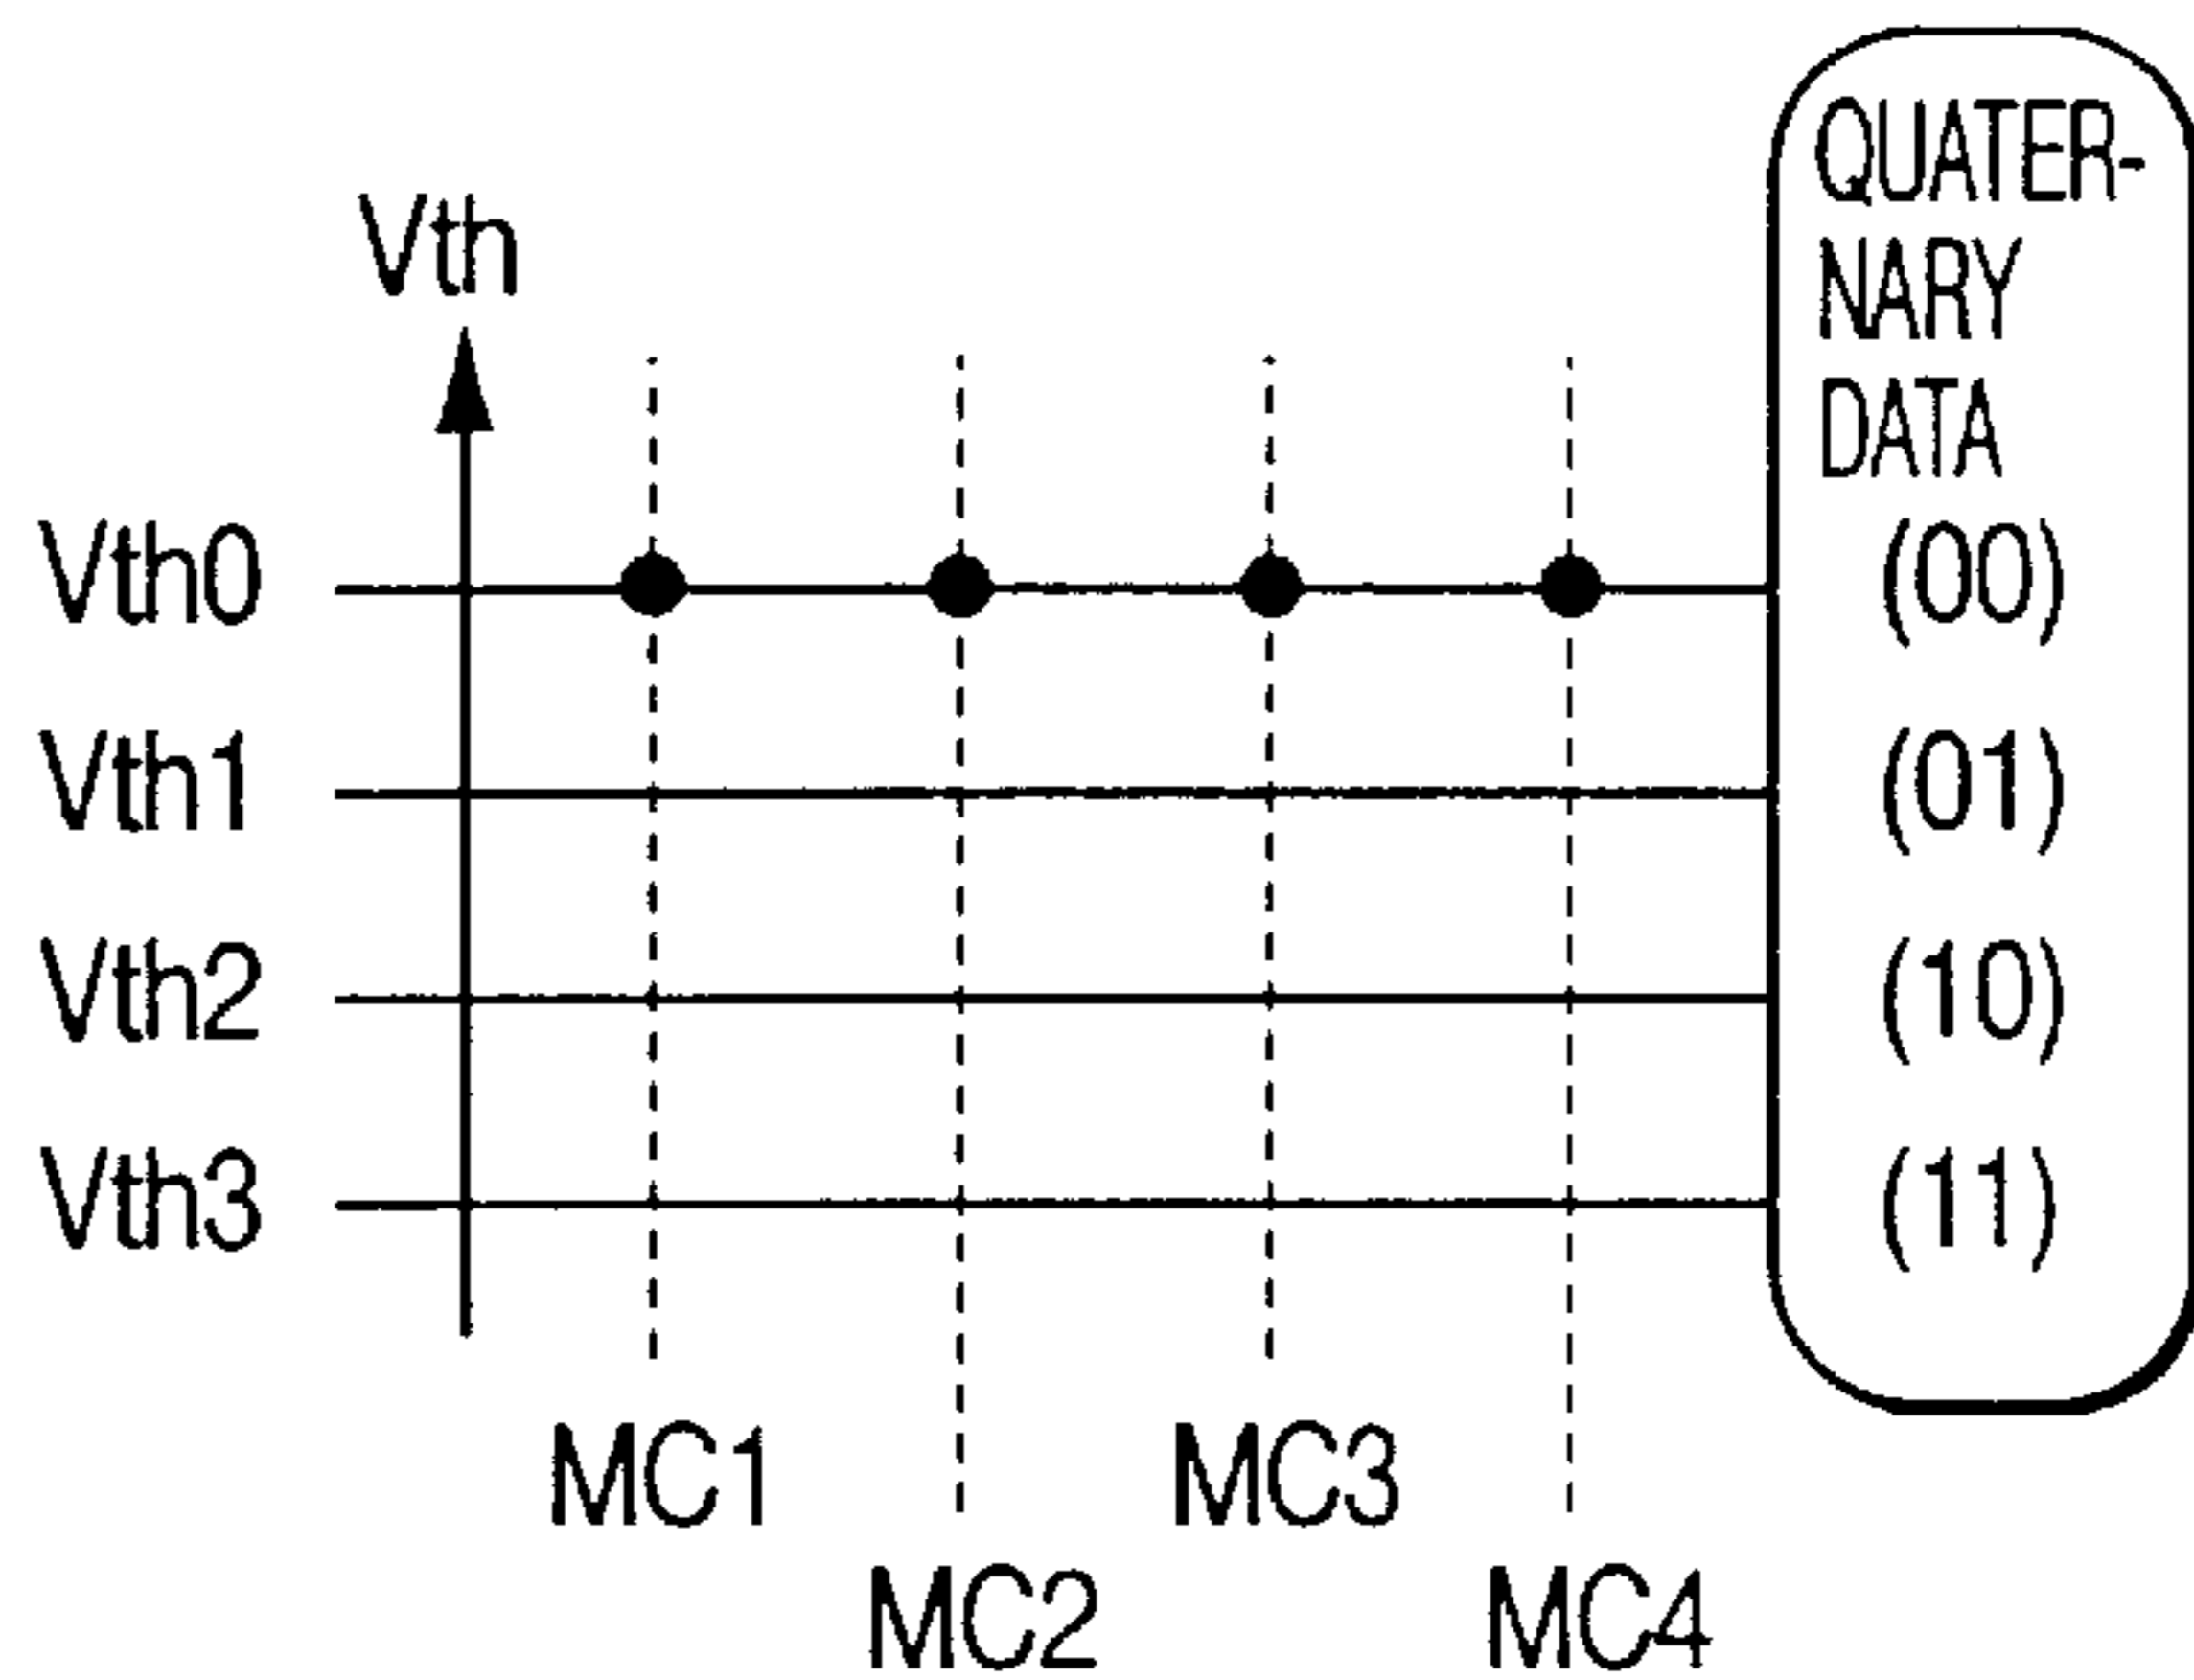 QUATER-
NARY
DATA
Vth
Vth0
(00)
Vth1
(01)
Vth2
(10)
Vth3
(11)
MC1
MC3
MC2
MC4